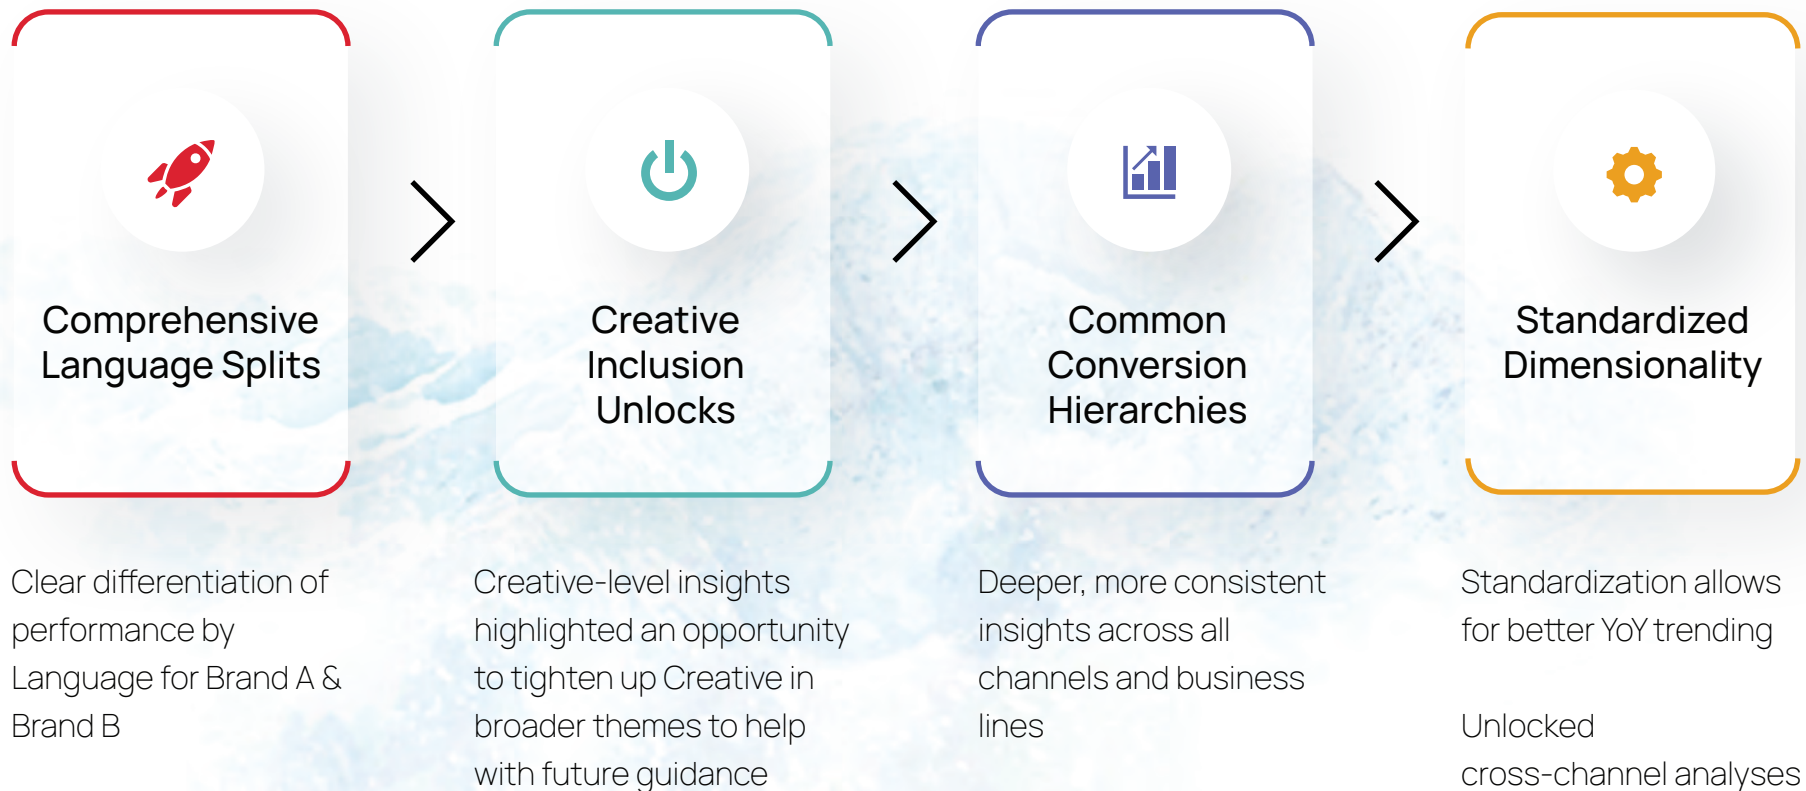 Comprehensive
Language Splits
Creative
Inclusion
Unlocks
Common
Conversion
Hierarchies
Standardized
Dimensionality
Clear differentiation of
performance by
Language for Brand A &
Brand B
Creative-level insights
highlighted an opportunity
to tighten up Creative in
broader themes to help
with future guidance
Deeper, more consistent
insights across all
channels and business
lines
Standardization allows
for better YoY trending
Unlocked
cross-channel analyses